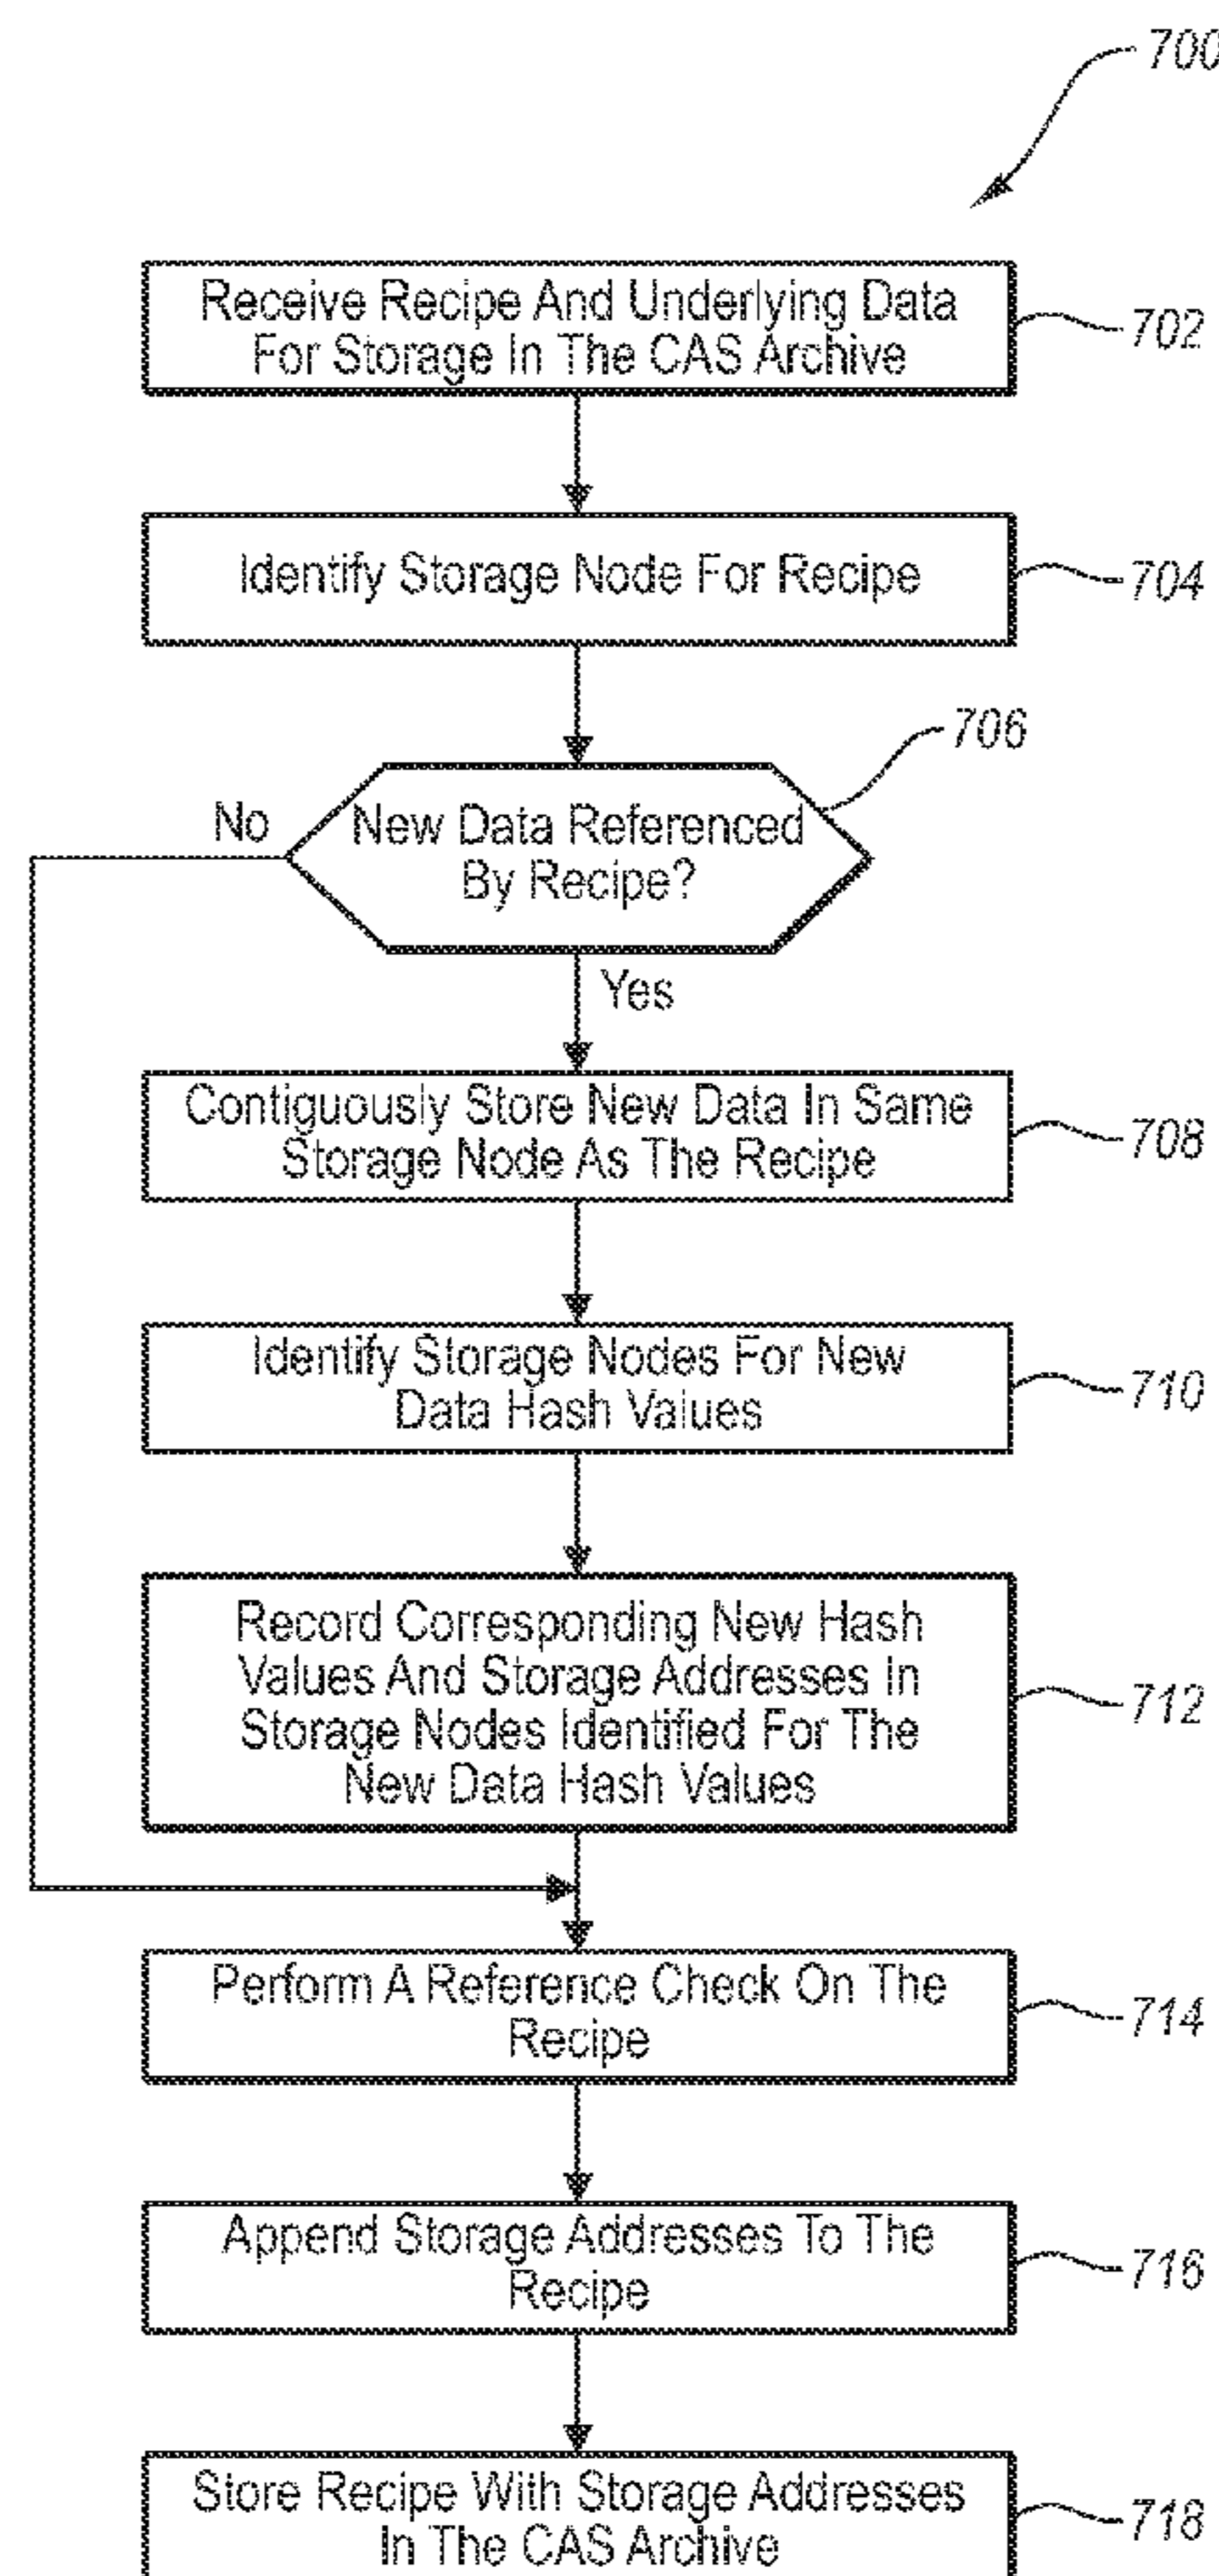 700
Receive Recipe And Underlying Data
For Storage In The CAS Archive
702
Identify Storage Node For Recipe
704
706
No
New Data Referenced
By Recipe?
Yes
Contiguously Store New Data In Same
Storage Node As The Recipe
708
Identify Storage Nodes For New
Data Hash Values
710
Record Corresponding New Hash
Values And Storage Addresses In
Storage Nodes Identified For The
New Data Hash Values
712
Perform A Reference Check On The
Recipe
714
Append Storage Addresses To The
Recipe
716
Store Recipe With Storage Addresses
In The CAS Archive
718